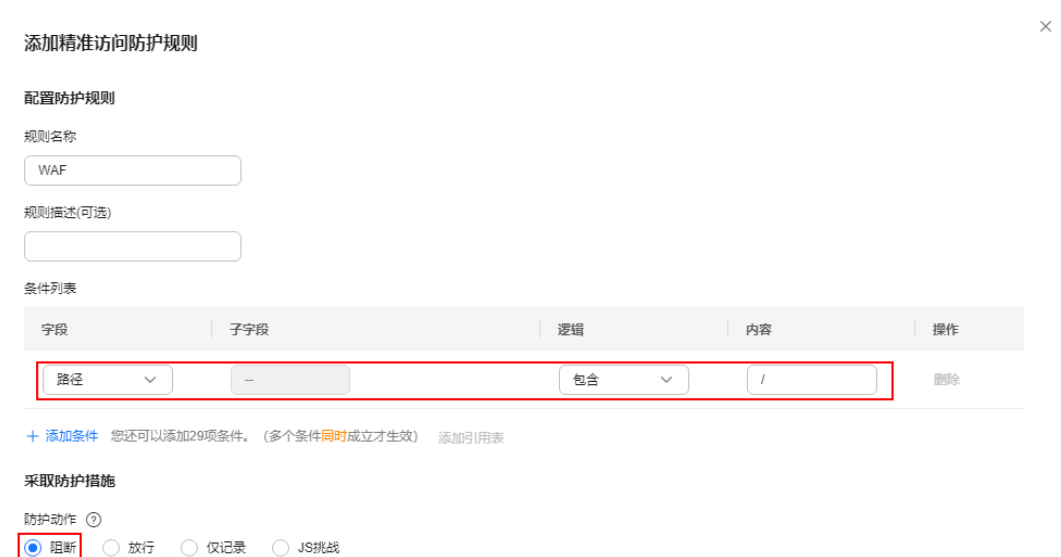 添加精准访问防护规则
配置防护规则
规则名称
WAF
规则描述(可选)
条件列表
字段 子字段 逻辑 内容 操作
路径 -- 包含 / 删除
添加条件 您还可以添加29项条件。(多个条件同时成立才生效) 添加引用表
采取防护措施
防护动作
阻断 放行 仅记录 JS挑战